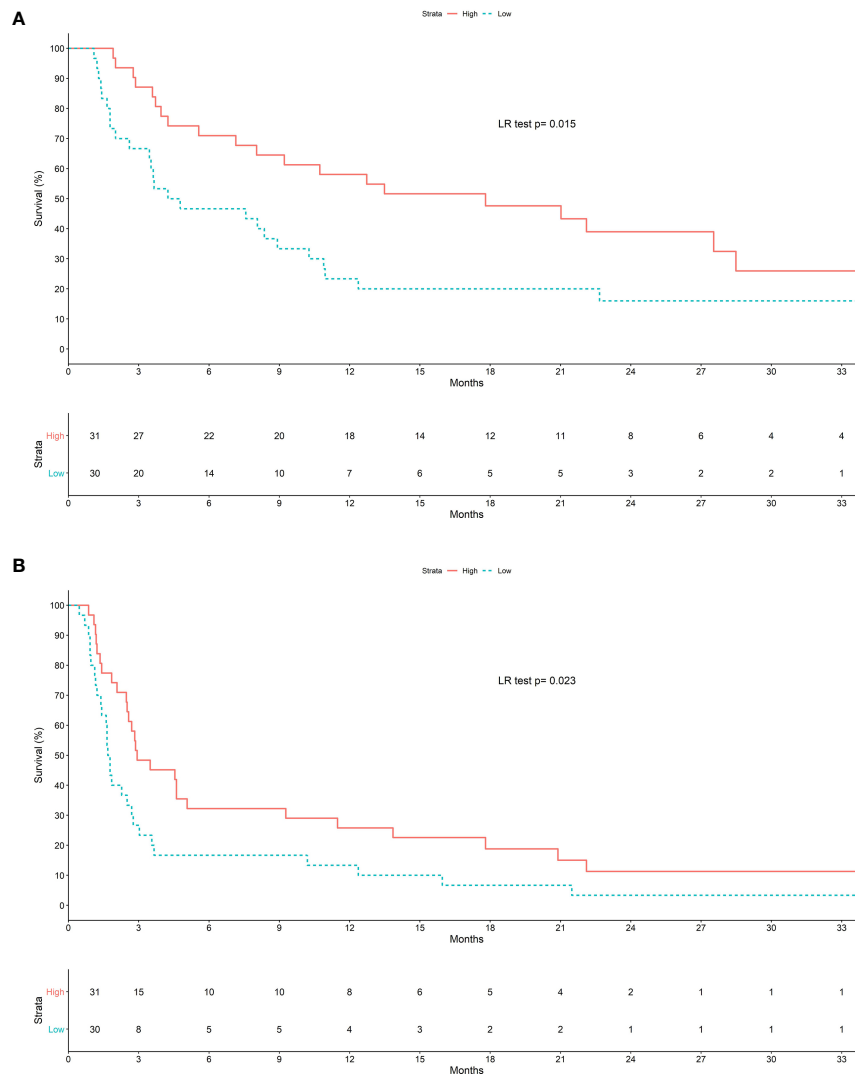 A
Strata High Low
100
90
80
70
60
50
40
30
20
10
0
Survival (%)
LR test p= 0.015
0 3 6 9 12 15 18 21 24 27 30 33
Months
Strata
High 31 27 22 20 18 14 12 11 8 6 4 4
Low 30 20 14 10 7 6 5 5 3 2 2 1
0 3 6 9 12 15 18 21 24 27 30 33
Months
B
Strata High Low
100
90
80
70
60
50
40
30
20
10
0
Survival (%)
LR test p= 0.023
0 3 6 9 12 15 18 21 24 27 30 33
Months
Strata
High 31 15 10 10 8 6 5 4 2 1 1 1
Low 30 8 5 5 4 3 2 2 1 1 1 1
0 3 6 9 12 15 18 21 24 27 30 33
Months